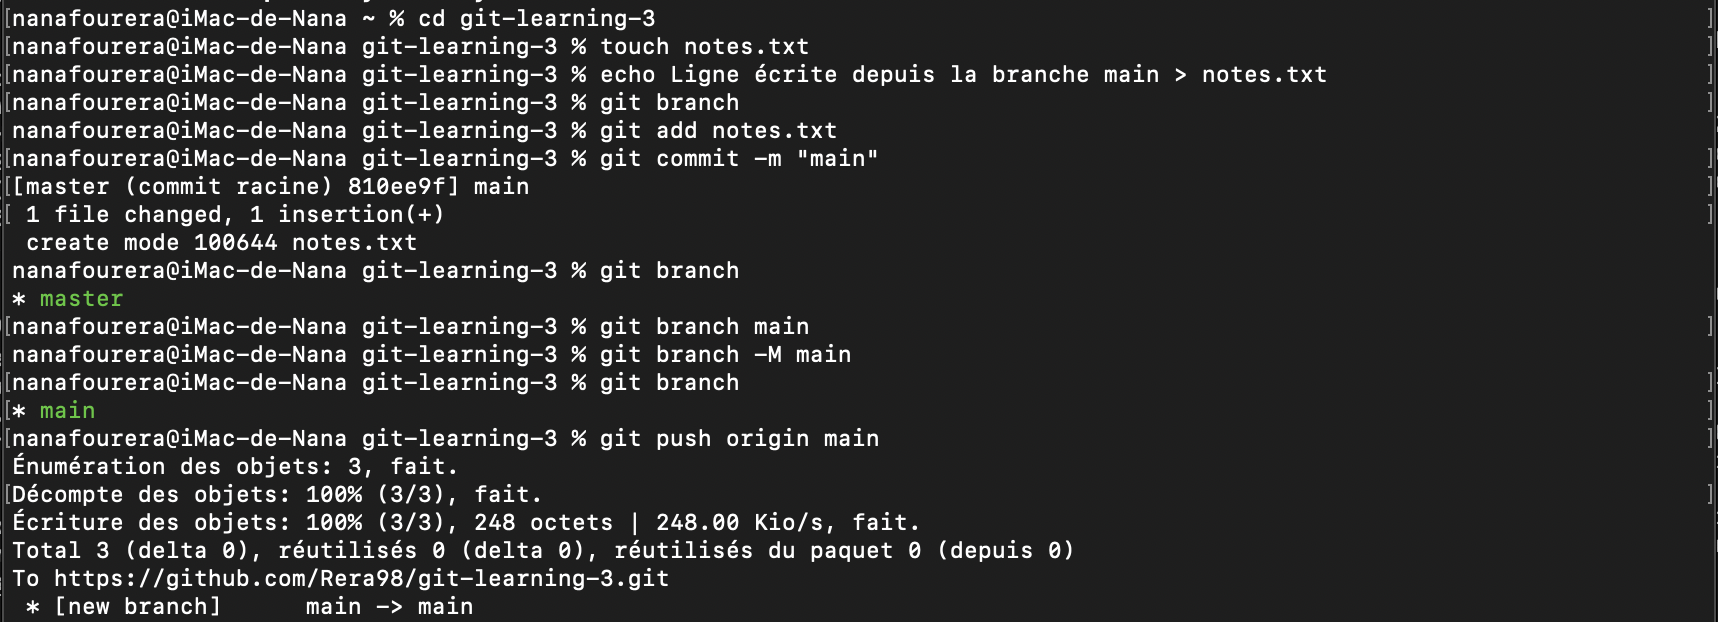 nanafourera@iMac-de-Nana ~ % cd git-learning-3
nanafourera@iMac-de-Nana git-learning-3 % touch notes.txt
nanafourera@iMac-de-Nana git-learning-3 % echo Ligne écrite depuis la branche main > notes.txt
nanafourera@iMac-de-Nana git-learning-3 % git branch
nanafourera@iMac-de-Nana git-learning-3 % git add notes.txt
nanafourera@iMac-de-Nana git-learning-3 % git commit -m "main"
[master (commit racine) 810ee9f] main
 1 file changed, 1 insertion(+)
 create mode 100644 notes.txt
nanafourera@iMac-de-Nana git-learning-3 % git branch
* master
nanafourera@iMac-de-Nana git-learning-3 % git branch main
nanafourera@iMac-de-Nana git-learning-3 % git branch -M main
nanafourera@iMac-de-Nana git-learning-3 % git branch
* main
nanafourera@iMac-de-Nana git-learning-3 % git push origin main
Énumération des objets: 3, fait.
Décompte des objets: 100% (3/3), fait.
Écriture des objets: 100% (3/3), 248 octets | 248.00 Kio/s, fait.
Total 3 (delta 0), réutilisés 0 (delta 0), réutilisés du paquet 0 (depuis 0)
To https://github.com/Rera98/git-learning-3.git
 * [new branch]      main -> main